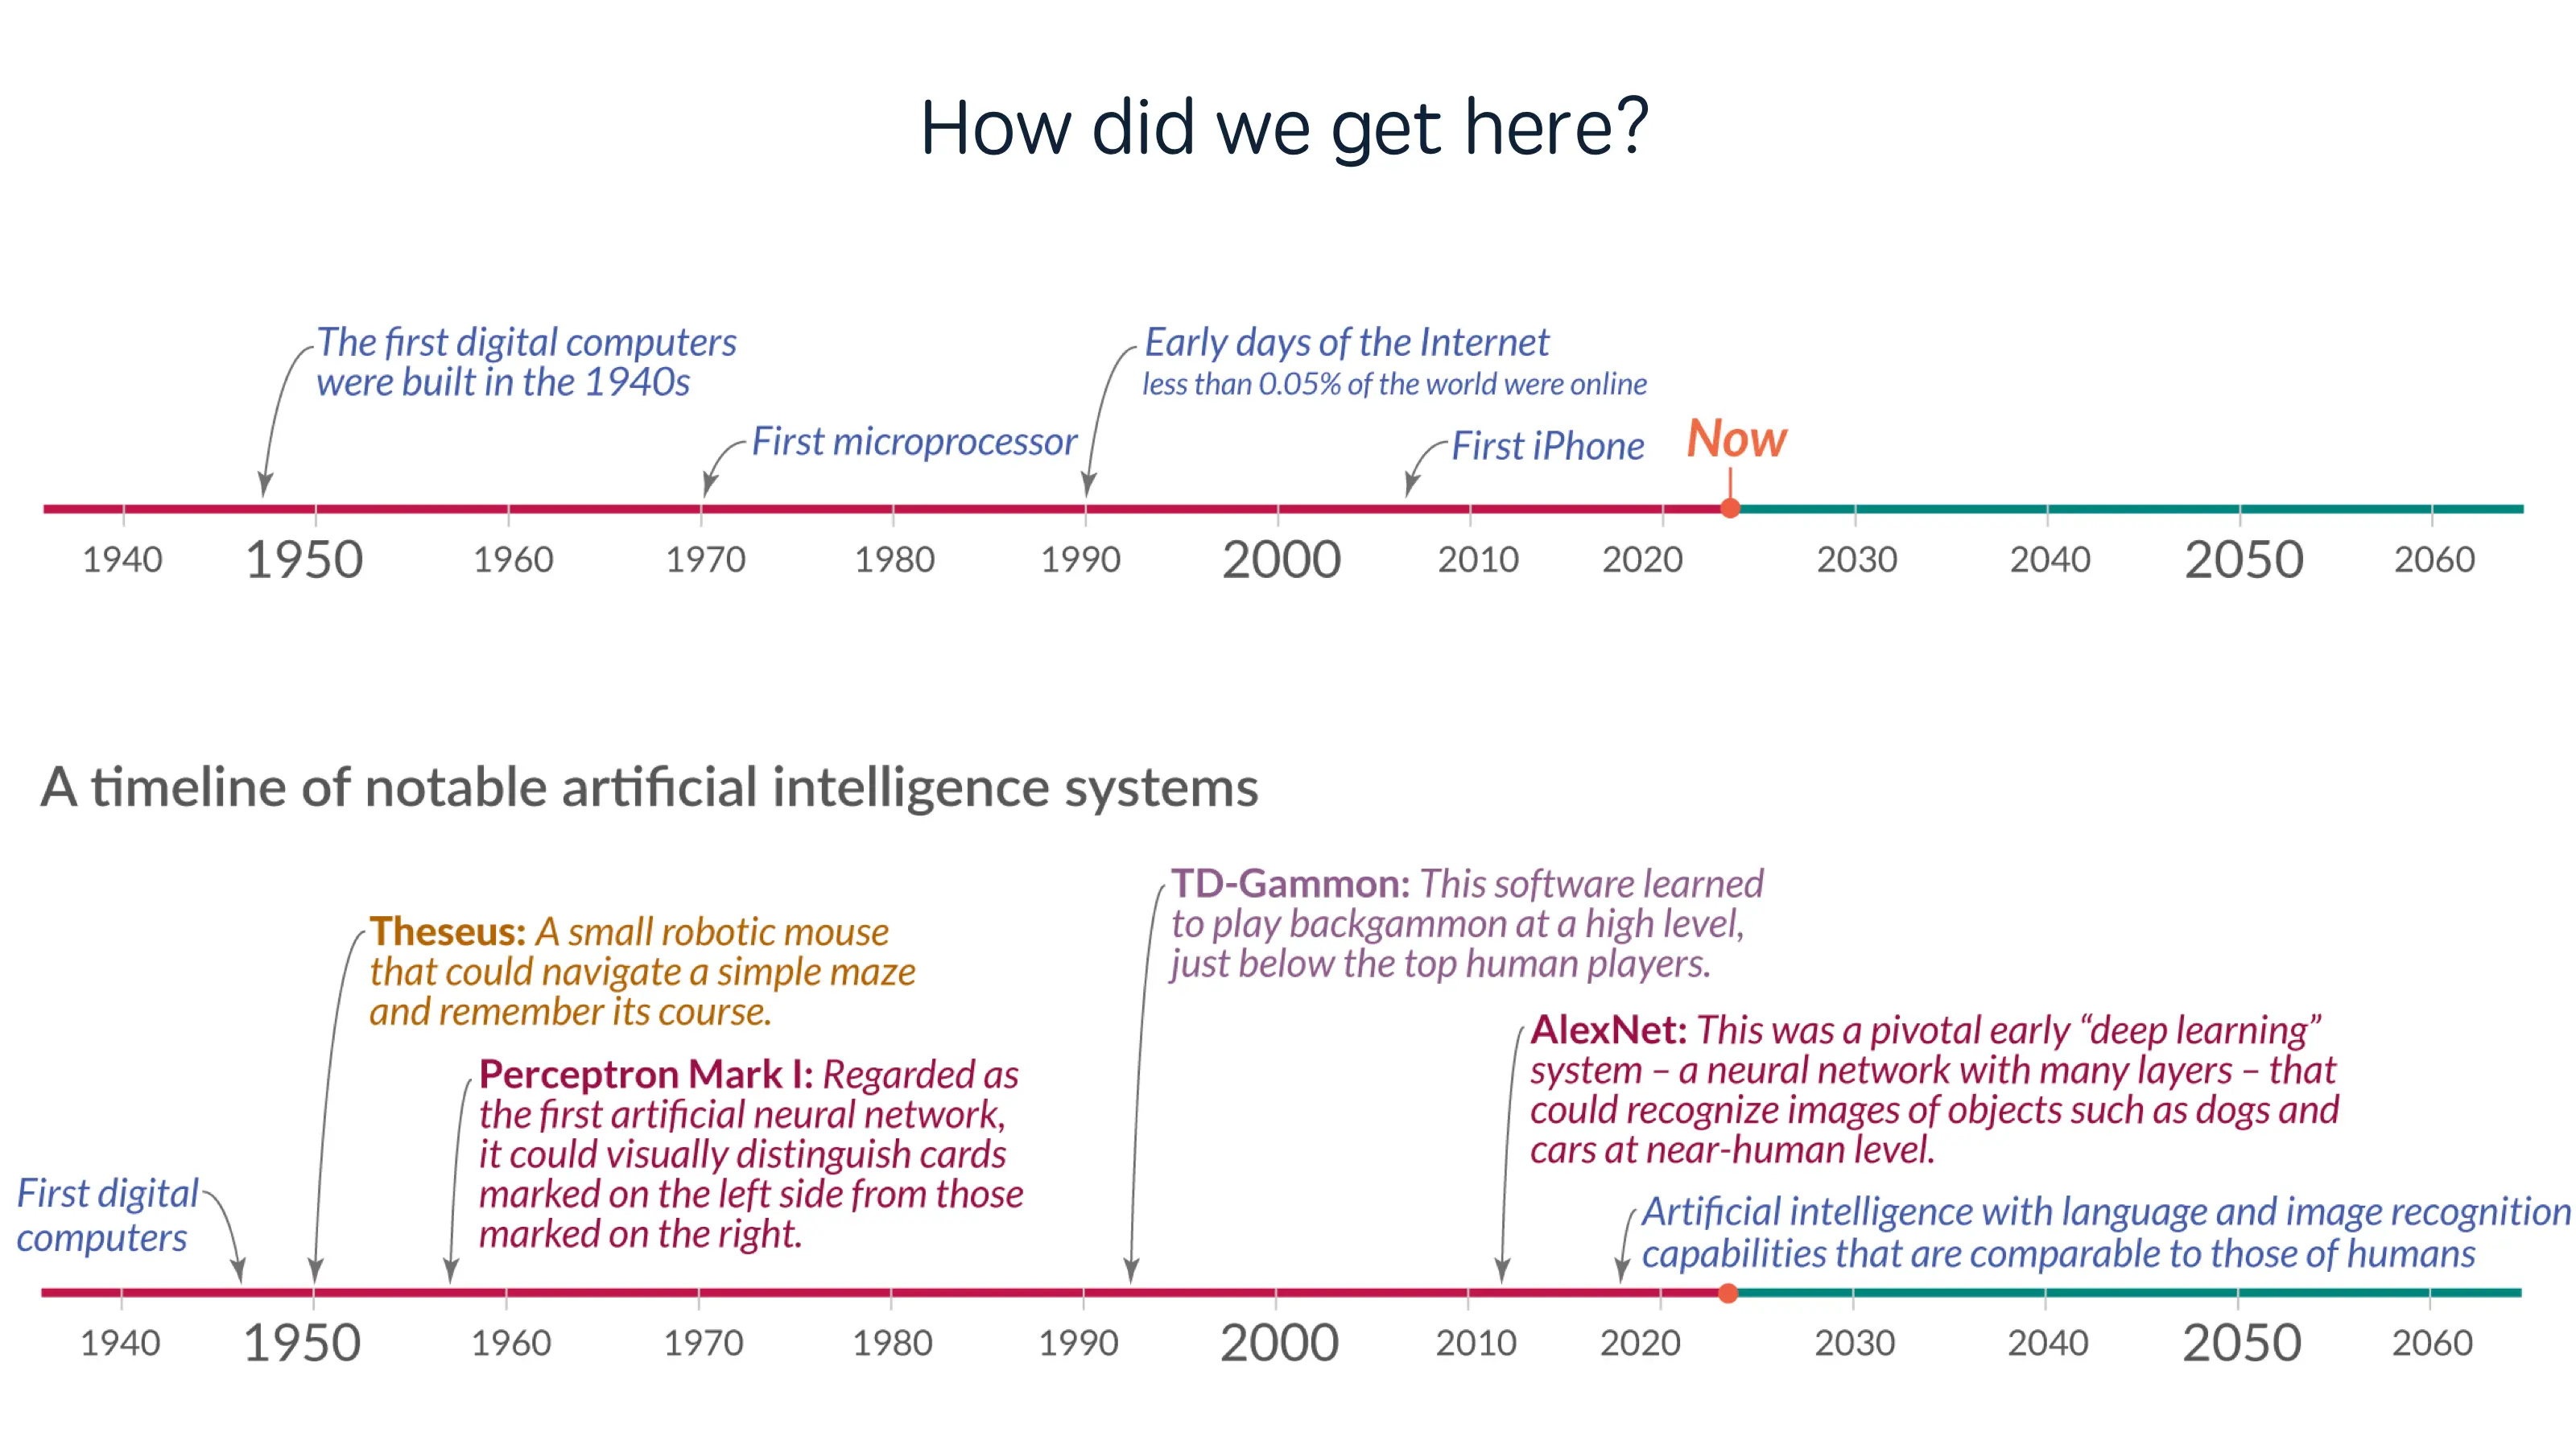 How did we get here?
The first digital computers
were built in the 1940s
Early days of the Internet
less than 0.05% of the world were online
First microprocessor
First iPhone
Now
1940 1950 1960 1970 1980 1990 2000 2010 2020 2030 2040 2050 2060
A timeline of notable artificial intelligence systems
TD-Gammon: This software learned
to play backgammon at a high level,
just below the top human players.
Theseus: A small robotic mouse
that could navigate a simple maze
and remember its course.
AlexNet: This was a pivotal early “deep learning”
system – a neural network with many layers – that
could recognize images of objects such as dogs and
cars at near-human level.
Perceptron Mark I: Regarded as
the first artificial neural network,
it could visually distinguish cards
marked on the left side from those
marked on the right.
First digital
computers
Artificial intelligence with language and image recognition
capabilities that are comparable to those of humans
1940 1950 1960 1970 1980 1990 2000 2010 2020 2030 2040 2050 2060